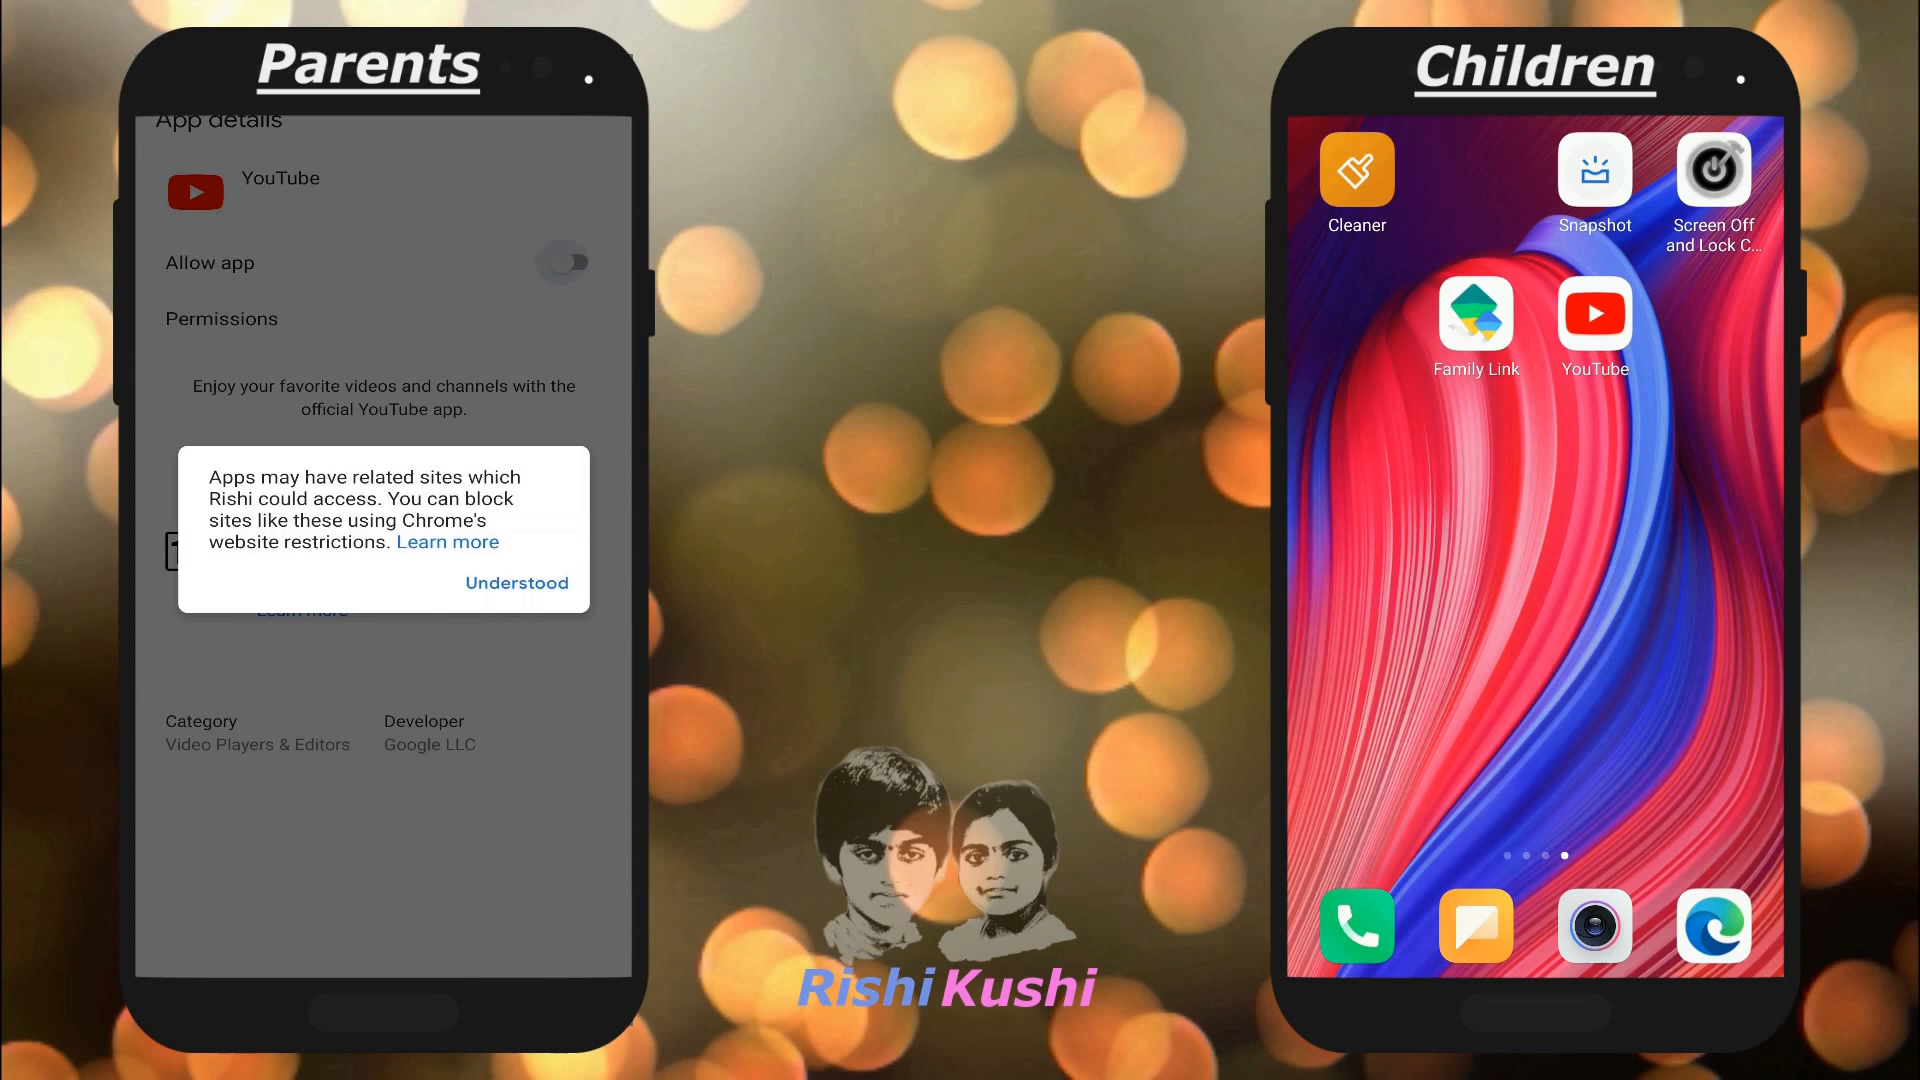 Parents
App details
YouTube
Allow app
Permissions
Enjoy your favorite videos and channels with the
official YouTube app.
Apps may have related sites which
Rishi could access. You can block
sites like these using Chrome's
website restrictions. Learn more
Understood
Learn more
Category
Video Players & Editors
Developer
Google LLC
Rishi Kushi
Children
Cleaner
Snapshot
Screen Off
and Lock C...
Family Link
YouTube